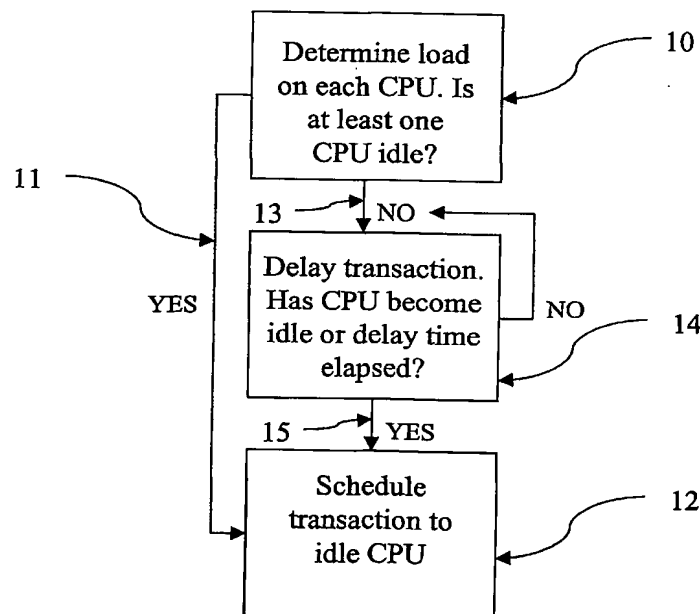 Determine load
on each CPU. Is
at least one
CPU idle?
10
11
13
NO
Delay transaction.
Has CPU become
idle or delay time
elapsed?
YES
NO
14
15
YES
Schedule
transaction to
idle CPU
12